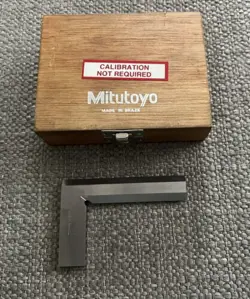 CALIBRATION
NOT REQUIRED
Mitutoyo
MADE IN BRAZIL